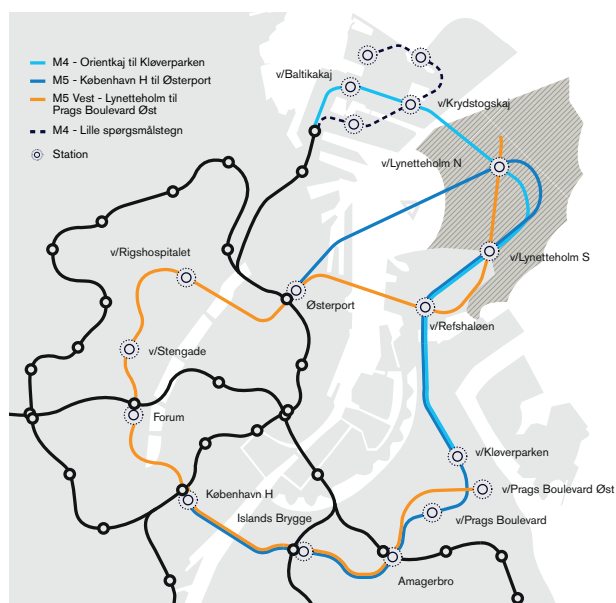 M4 - Orientkaj til Kløverparken
M5 - København H til Østerport
M5 Vest - Lynetteholm til
Prags Boulevard Øst
M4 - Lille spørgsmålstegn
Station
v/Baltikakaj
v/Krydstogskaj
v/Lynetteholm N
v/Rigshospitalet
v/Lynetteholm S
Østerport
v/Refshaløen
v/Stengade
Forum
v/Kløverparken
København H
v/Prags Boulevard Øst
Islands Brygge
v/Prags Boulevard
Amagerbro